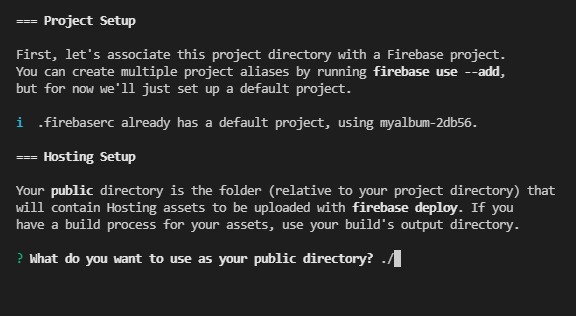 === Project Setup
First, let's associate this project directory with a Firebase project.
You can create multiple project aliases by running firebase use --add,
but for now we'll just set up a default project.
i  .firebaserc already has a default project, using myalbum-2db56.
=== Hosting Setup
Your public directory is the folder (relative to your project directory) that
will contain Hosting assets to be uploaded with firebase deploy. If you
have a build process for your assets, use your build's output directory.
? What do you want to use as your public directory? ./